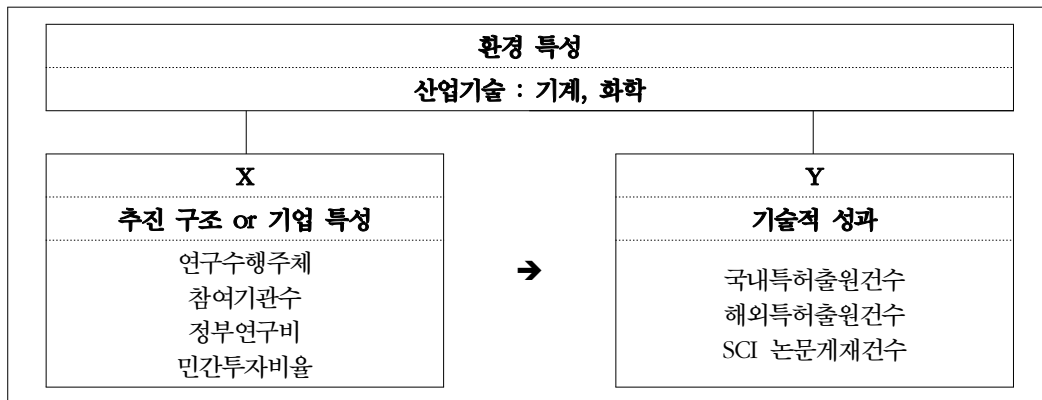 환경 특성
산업기술 : 기계, 화학
X
추진 구조 or 기업 특성
연구수행주체
참여기관수
정부연구비
민간투자비율
➔
Y
기술적 성과
국내특허출원건수
해외특허출원건수
SCI 논문게재건수